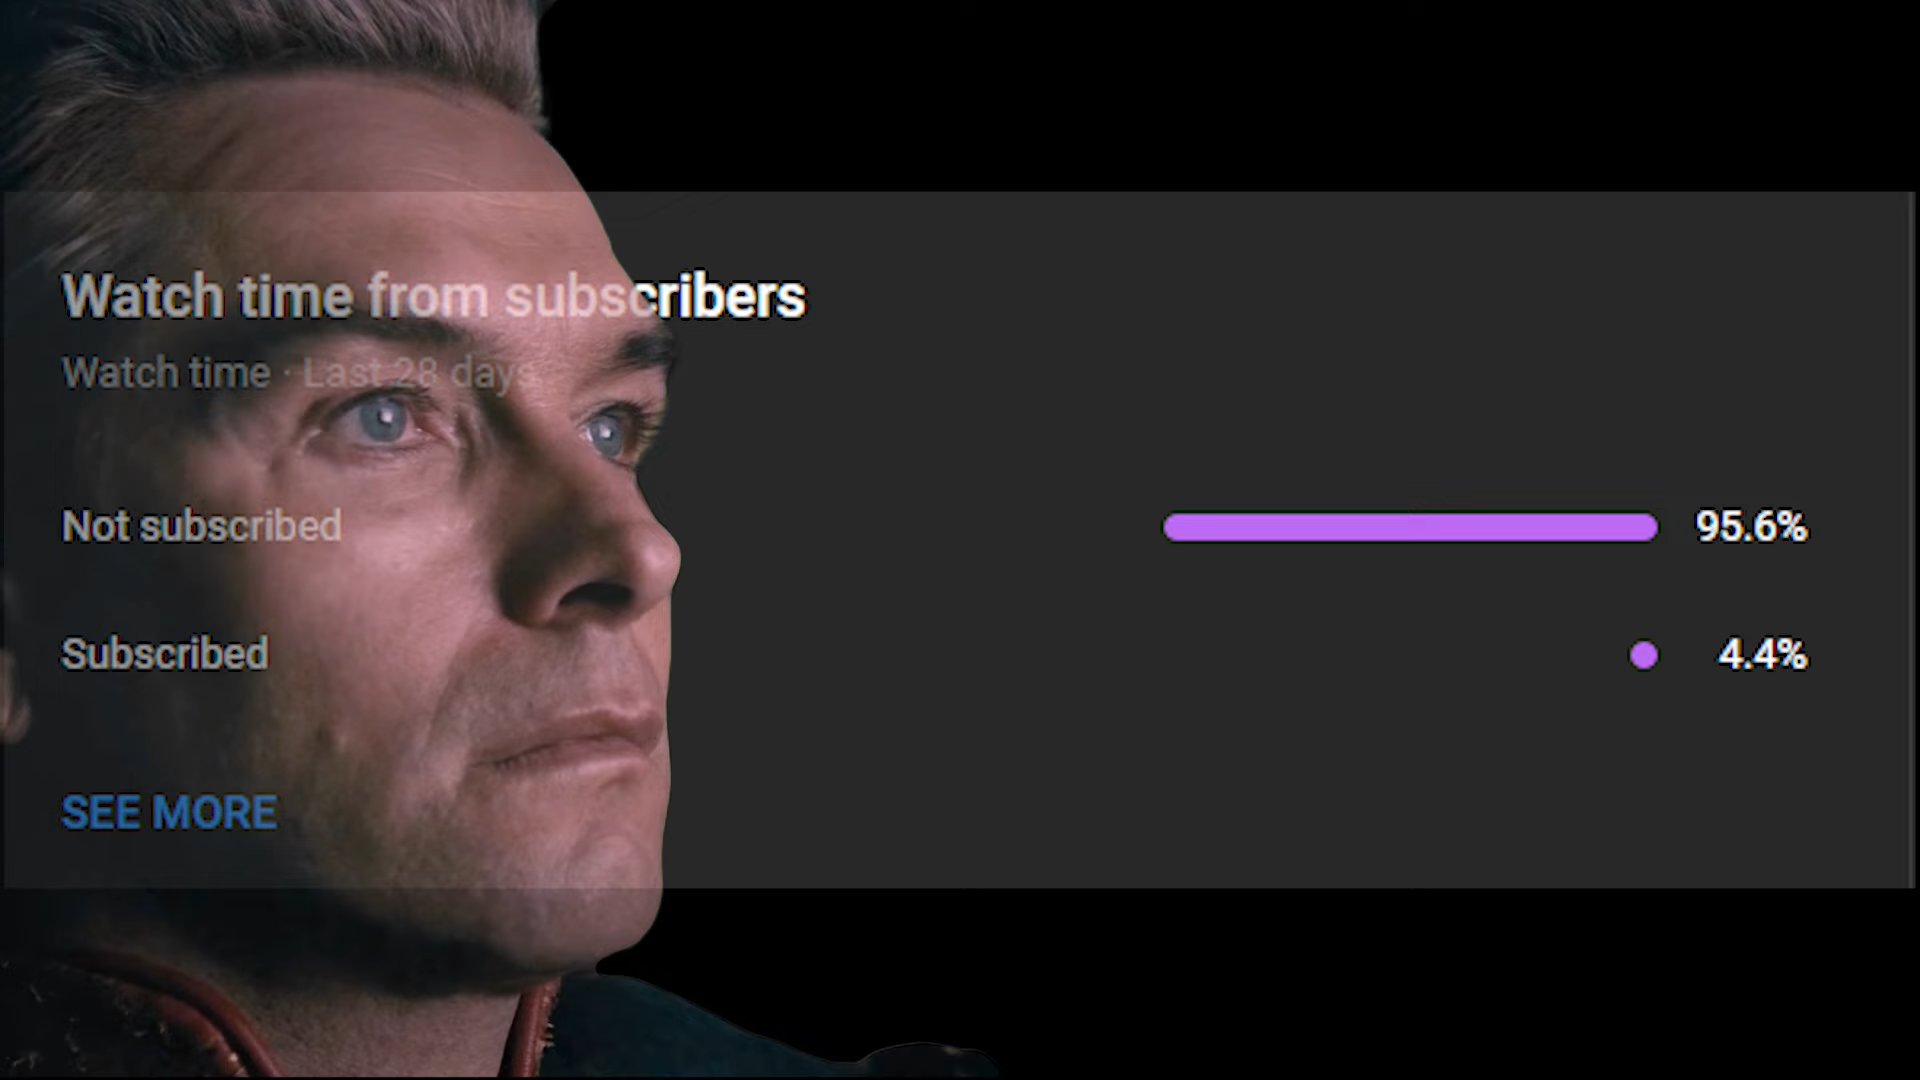 Watch time from subscribers
Watch time · Last 28 days
Not subscribed 95.6%
Subscribed 4.4%
SEE MORE